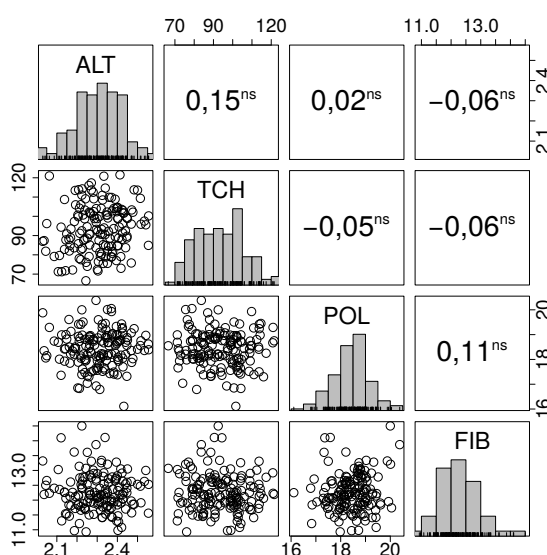 70 90 120 11.0 13.0
ALT 0,15ns 0,02ns −0,06ns 2.1 2.4
70 90 120 TCH −0,05ns −0,06ns
POL 0,11ns 16 18 20
11.0 13.0 FIB
2.1 2.4 16 18 20